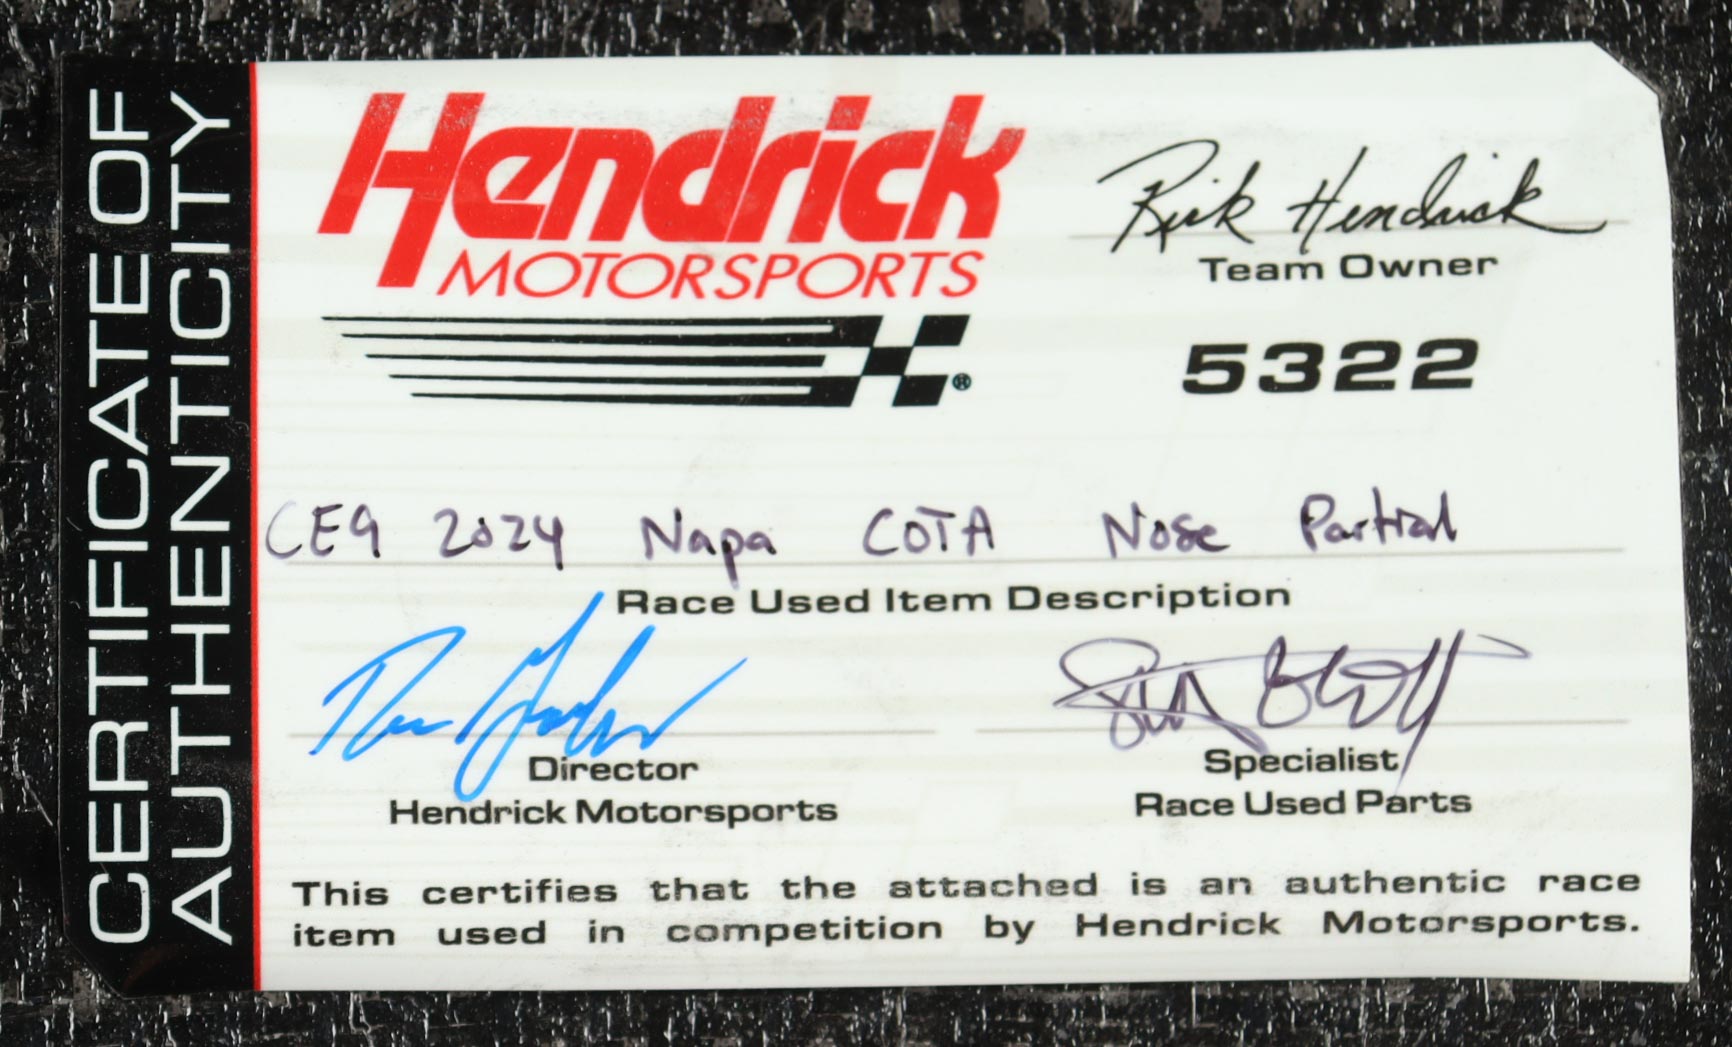 CERTIFICATE OF
AUTHENTICITY
Hendrick
MOTORSPORTS
®
Rick Hendrick
Team Owner
5322
CE9 2024 Napa COTA Nose Partial
Race Used Item Description
Director
Hendrick Motorsports
Specialist
Race Used Parts
This certifies that the attached is an authentic race
item used in competition by Hendrick Motorsports.